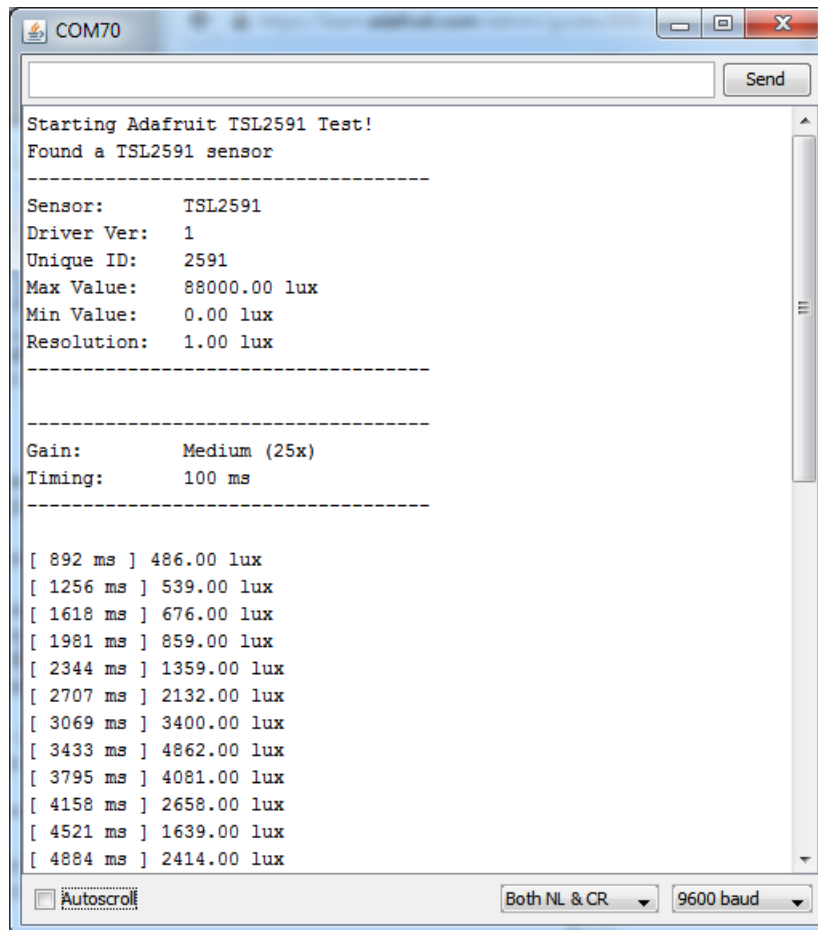 COM70
Send
Starting Adafruit TSL2591 Test!
Found a TSL2591 sensor
------------------------------------
Sensor:       TSL2591
Driver Ver:   1
Unique ID:    2591
Max Value:    88000.00 lux
Min Value:    0.00 lux
Resolution:   1.00 lux
------------------------------------
------------------------------------
Gain:         Medium (25x)
Timing:       100 ms
------------------------------------
[ 892 ms ] 486.00 lux
[ 1256 ms ] 539.00 lux
[ 1618 ms ] 676.00 lux
[ 1981 ms ] 859.00 lux
[ 2344 ms ] 1359.00 lux
[ 2707 ms ] 2132.00 lux
[ 3069 ms ] 3400.00 lux
[ 3433 ms ] 4862.00 lux
[ 3795 ms ] 4081.00 lux
[ 4158 ms ] 2658.00 lux
[ 4521 ms ] 1639.00 lux
[ 4884 ms ] 2414.00 lux
Autoscroll Both NL & CR 9600 baud